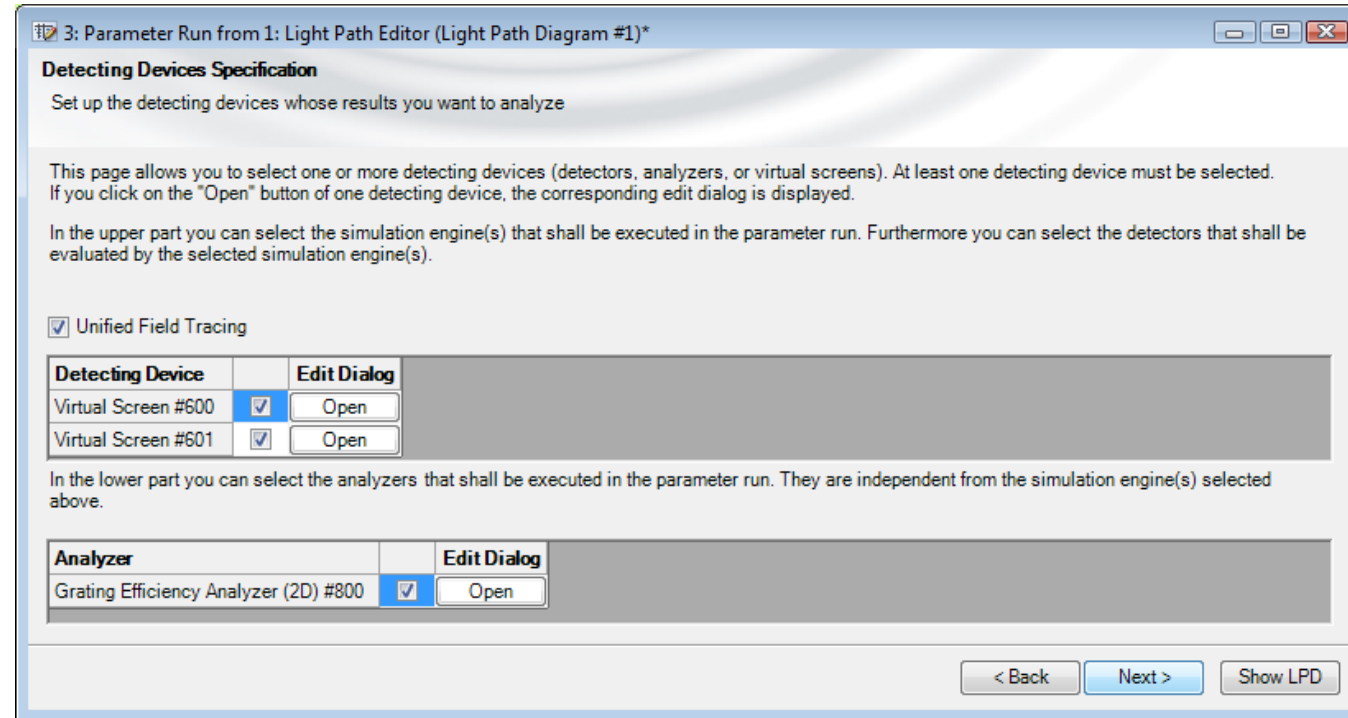 3: Parameter Run from 1: Light Path Editor (Light Path Diagram #1)*
Detecting Devices Specification
Set up the detecting devices whose results you want to analyze
This page allows you to select one or more detecting devices (detectors, analyzers, or virtual screens). At least one detecting device must be selected.
If you click on the "Open" button of one detecting device, the corresponding edit dialog is displayed.
In the upper part you can select the simulation engine(s) that shall be executed in the parameter run. Furthermore you can select the detectors that shall be
evaluated by the selected simulation engine(s).
Unified Field Tracing
Detecting Device Edit Dialog
Virtual Screen #600 Open
Virtual Screen #601 Open
In the lower part you can select the analyzers that shall be executed in the parameter run. They are independent from the simulation engine(s) selected
above.
Analyzer Edit Dialog
Grating Efficiency Analyzer (2D) #800 Open
< Back Next > Show LPD